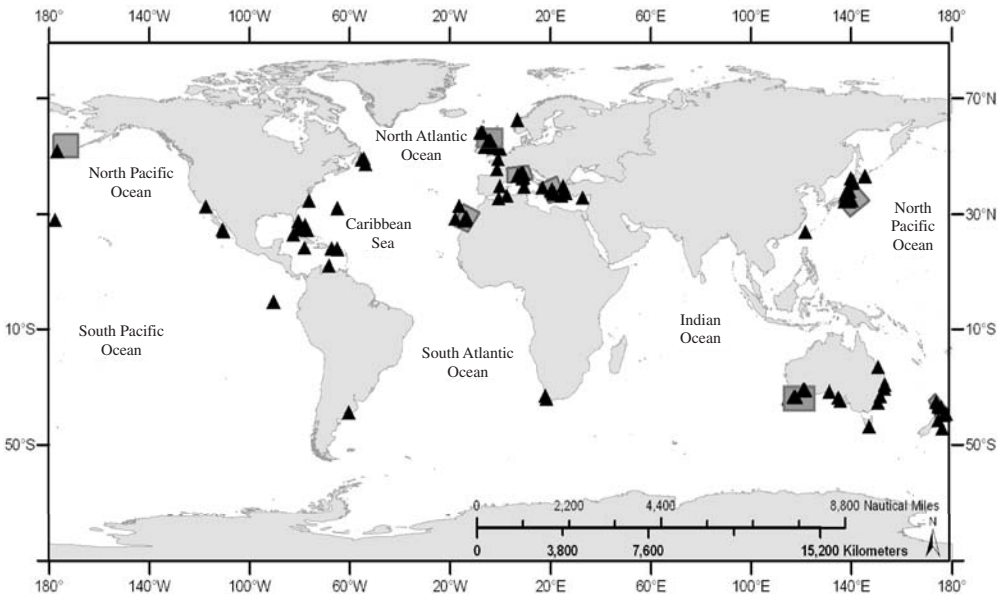 180° 140°W 100°W 60°W 20°W 20°E 60°E 100°E 140°E 180°
70°N
North Atlantic
Ocean
North Pacific
Ocean
Caribbean
Sea
North
Pacific
Ocean
30°N
South Pacific
Ocean
South Atlantic
Ocean
Indian
Ocean
10°S 10°S
50°S 50°S
0 2,200 4,400 8,800 Nautical Miles
N
0 3,800 7,600 15,200 Kilometers
180° 140°W 100°W 60°W 20°W 20°E 60°E 100°E 140°E 180°